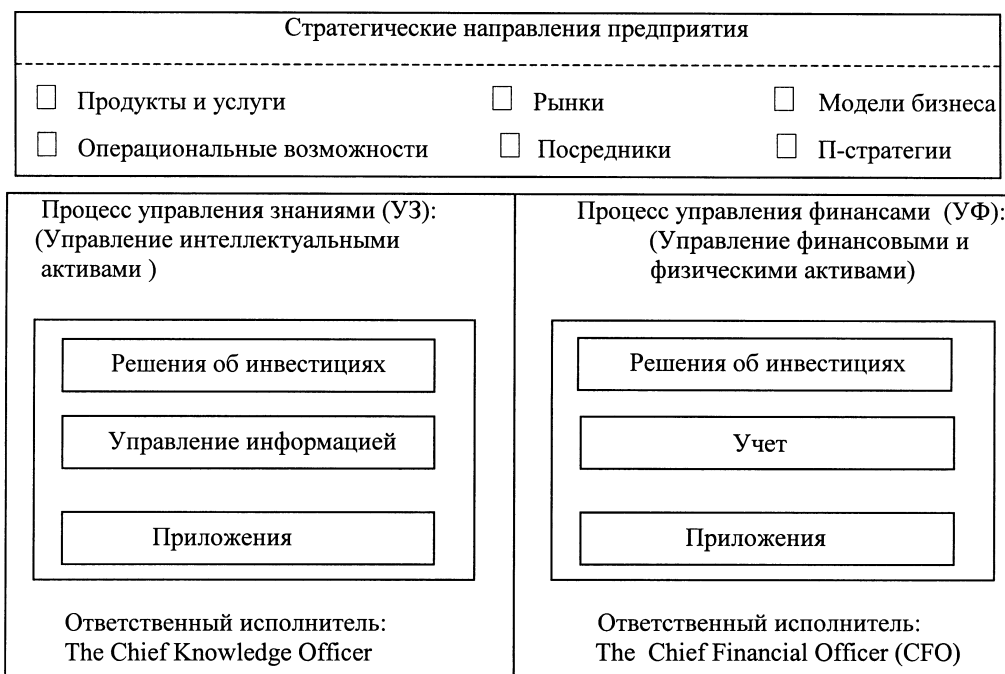 Стратегические направления предприятия
Продукты и услуги
Рынки
Модели бизнеса
Операциональные возможности
Посредники
П-стратегии
Процесс управления знаниями (УЗ):
(Управление интеллектуальными
активами )
Решения об инвестициях
Управление информацией
Приложения
Ответственный исполнитель:
The Chief Knowledge Officer
Процесс управления финансами (УФ):
(Управление финансовыми и
физическими активами)
Решения об инвестициях
Учет
Приложения
Ответственный исполнитель:
The Chief Financial Officer (CFO)